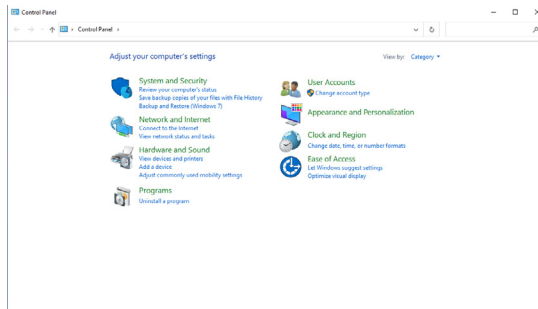 Control Panel
Control Panel
Adjust your computer's settings
View by: Category
System and Security
Review your computer's status
Save backup copies of your files with File History
Backup and Restore (Windows 7)
Network and Internet
Connect to the Internet
View network status and tasks
Hardware and Sound
View devices and printers
Add a device
Adjust commonly used mobility settings
Programs
Uninstall a program
User Accounts
Change account type
Appearance and Personalization
Clock and Region
Change date, time, or number formats
Ease of Access
Let Windows suggest settings
Optimize visual display